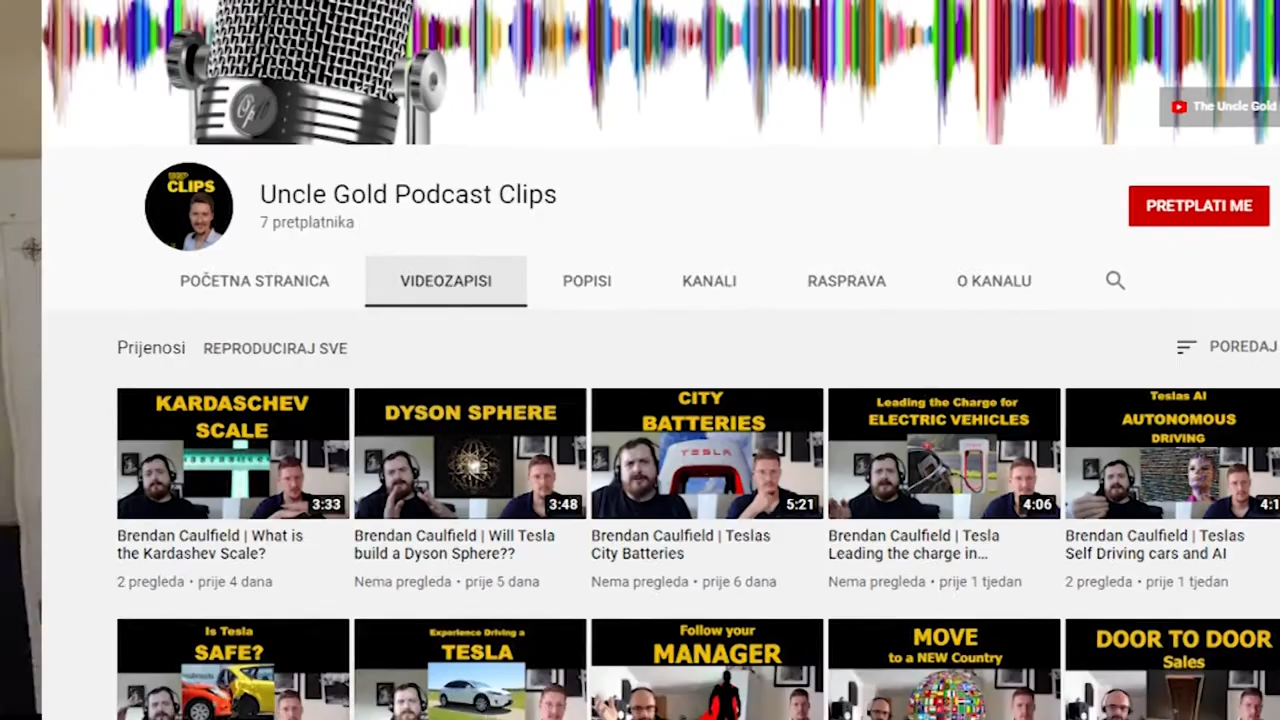 The Uncle Gold
CLIPS
Uncle Gold Podcast Clips
7 pretplatnika
PRETPLATI ME
POČETNA STRANICA
VIDEOZAPISI
POPISI
KANALI
RASPRAVA
O KANALU
Prijenosi
REPRODUCIRAJ SVE
POREDAJ
KARDASCHEV
SCALE
3:33
DYSON SPHERE
3:48
CITY
BATTERIES
TESLA
5:21
Leading the Charge for
ELECTRIC VEHICLES
4:06
Teslas AI
AUTONOMOUS
DRIVING
4:1
Brendan Caulfield | What is
the Kardashev Scale?
2 pregleda • prije 4 dana
Brendan Caulfield | Will Tesla
build a Dyson Sphere??
Nema pregleda • prije 5 dana
Brendan Caulfield | Teslas
City Batteries
Nema pregleda • prije 6 dana
Brendan Caulfield | Tesla
Leading the charge in...
Nema pregleda • prije 1 tjedan
Brendan Caulfield | Teslas
Self Driving cars and AI
2 pregleda • prije 1 tjedan
Is Tesla
SAFE?
Experience Driving a
TESLA
Follow your
MANAGER
MOVE
to a NEW Country
DOOR TO DOOR
Sales